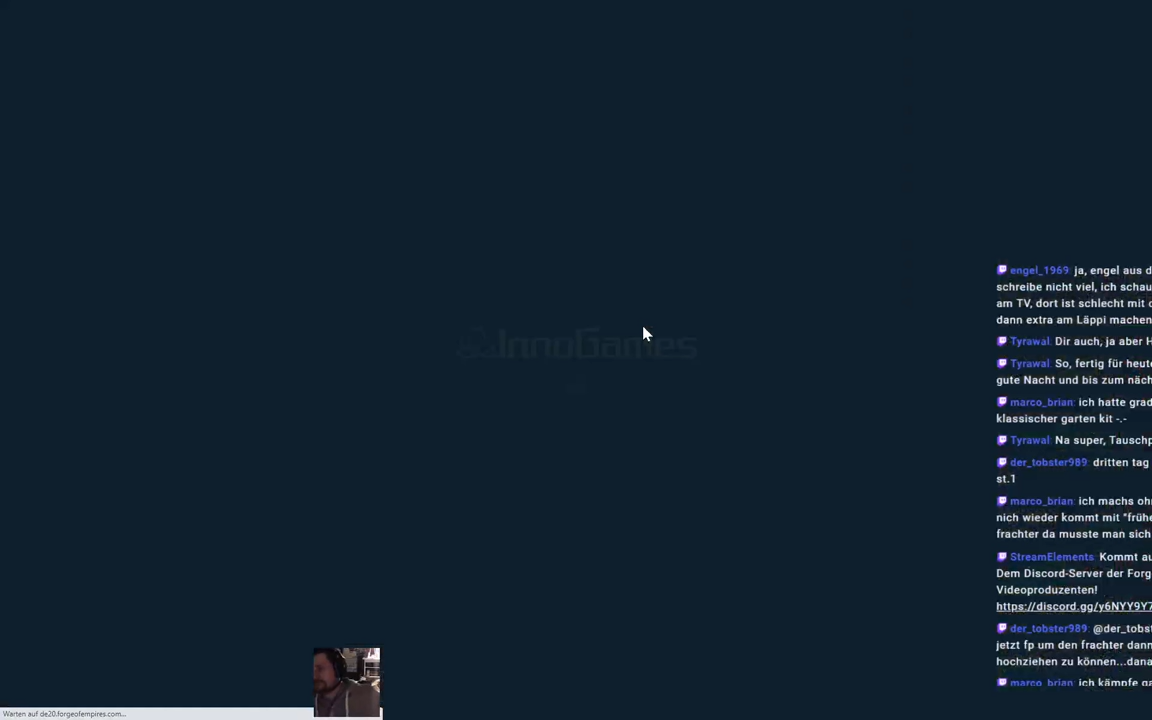 InnoGames
engel_1969: ja, engel aus d
schreibe nicht viel, ich schau
am TV, dort ist schlecht mit
dann extra am Läppi machen
Tyrawal: Dir auch, ja aber H
Tyrawal: So, fertig für heut
gute Nacht und bis zum näc
marco_brian: ich hatte grad
klassischer garten kit -.-
Tyrawal: Na super, Tauschp
der_tobster989: dritten tag
st.1
marco_brian: ich machs oh
nich wieder kommt mit "früh
frachter da musste man sich
StreamElements: Kommt au
Dem Discord-Server der Forg
Videoproduzenten!
https://discord.gg/y6NYY9Y7
der_tobster989: @der_tobst
jetzt fp um den frachter dann
hochziehen zu können...dana
marco_brian: ich kämpfe ga
Warten auf de20.forgeofempires.com...